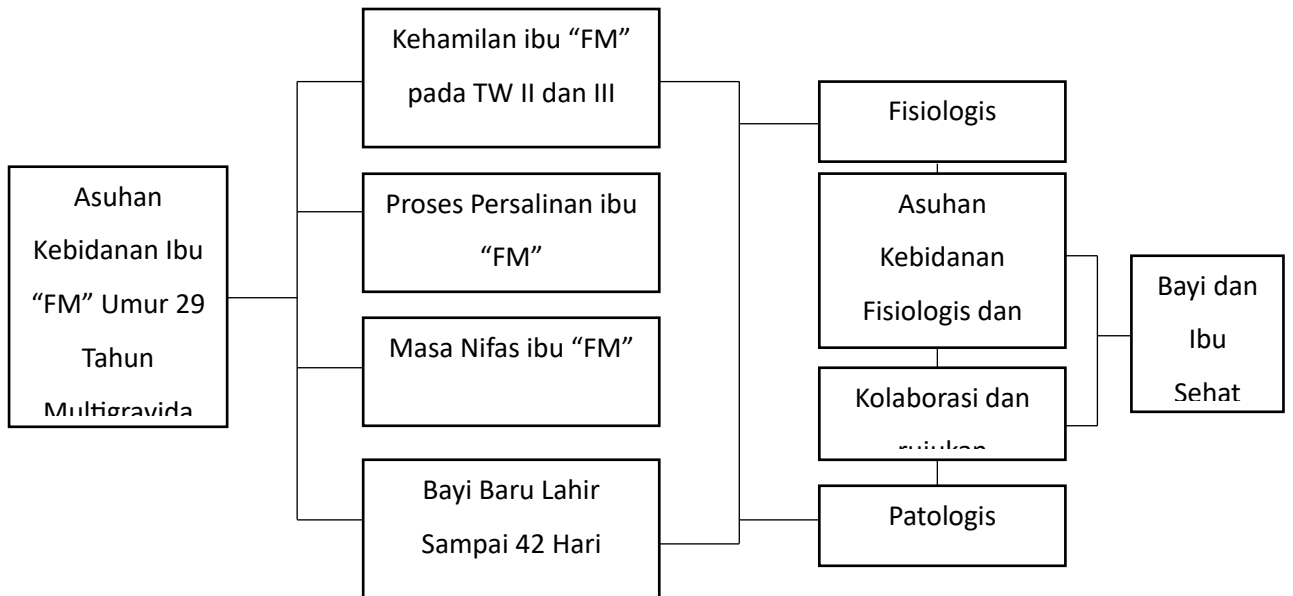 Asuhan
Kebidanan Ibu
“FM” Umur 29
Tahun
Multigravida
Kehamilan ibu “FM”
pada TW II dan III
Proses Persalinan ibu
“FM”
Masa Nifas ibu “FM”
Bayi Baru Lahir
Sampai 42 Hari
Fisiologis
Asuhan
Kebidanan
Fisiologis dan
Kolaborasi dan
rujukan
Patologis
Bayi dan
Ibu
Sehat